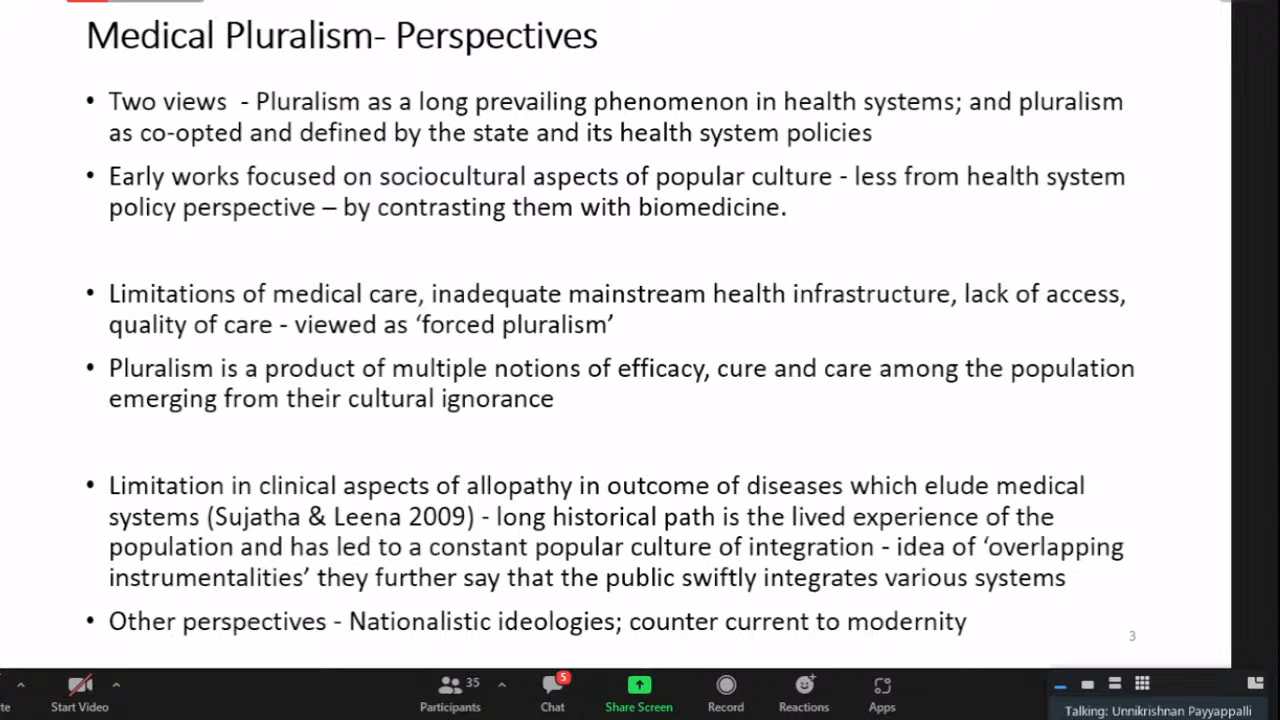 Medical Pluralism- Perspectives
• Two views - Pluralism as a long prevailing phenomenon in health systems; and pluralism
as co-opted and defined by the state and its health system policies
• Early works focused on sociocultural aspects of popular culture - less from health system
policy perspective – by contrasting them with biomedicine.
• Limitations of medical care, inadequate mainstream health infrastructure, lack of access,
quality of care - viewed as ‘forced pluralism’
• Pluralism is a product of multiple notions of efficacy, cure and care among the population
emerging from their cultural ignorance
• Limitation in clinical aspects of allopathy in outcome of diseases which elude medical
systems (Sujatha & Leena 2009) - long historical path is the lived experience of the
population and has led to a constant popular culture of integration - idea of ‘overlapping
instrumentalities’ they further say that the public swiftly integrates various systems
• Other perspectives - Nationalistic ideologies; counter current to modernity
3
35
5
te
Start Video
Participants
Chat
Share Screen
Record
Reactions
Apps
Talking: Unnikrishnan Payyappalli